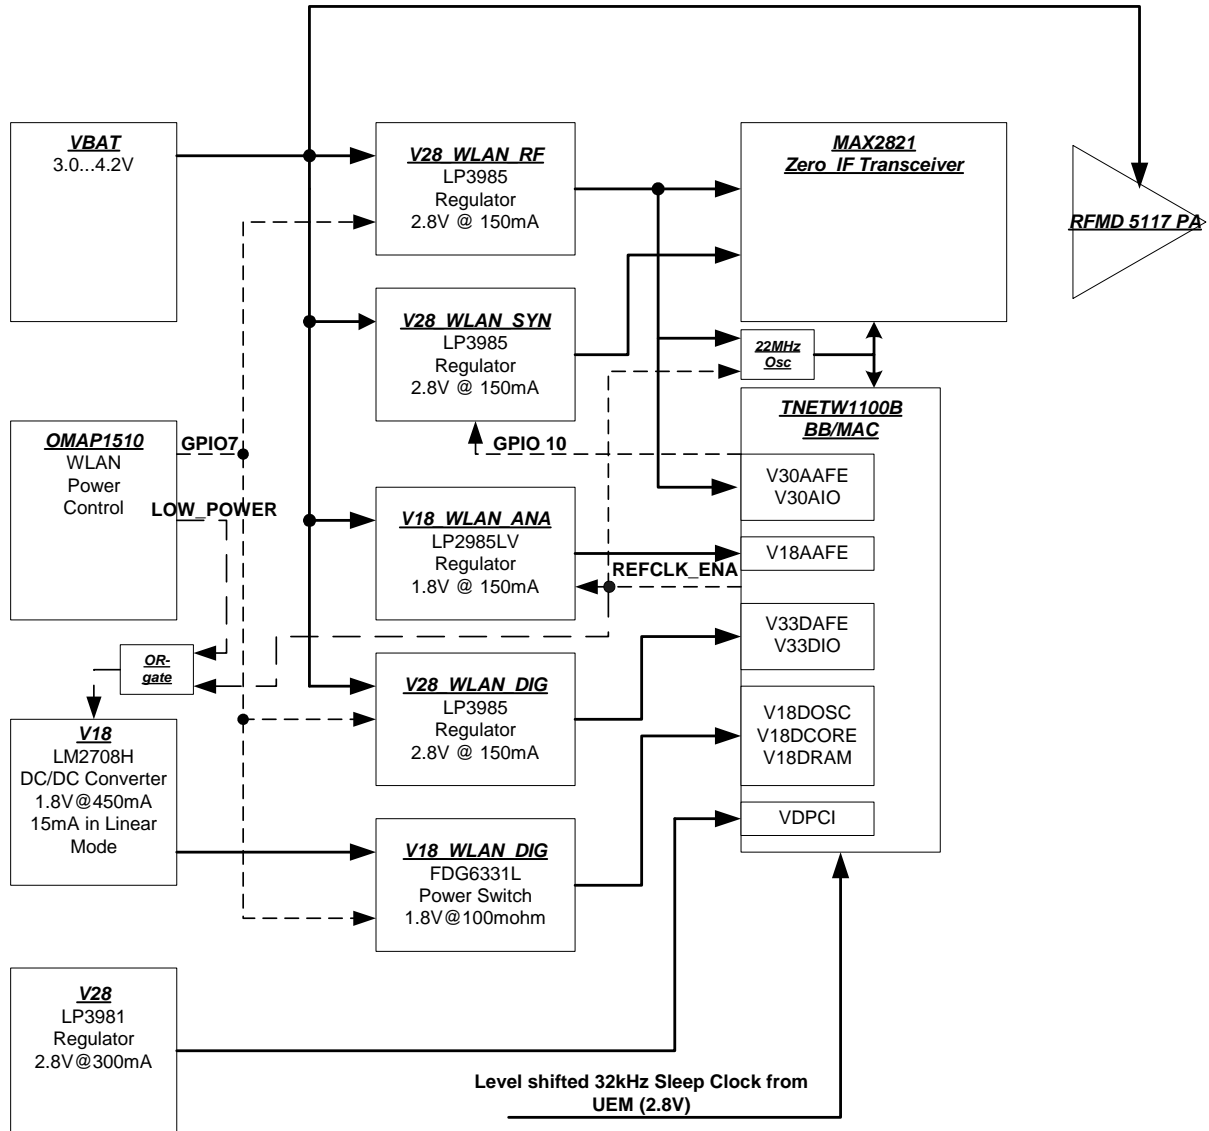 VBAT
3.0...4.2V
V28_WLAN_RF
LP3985
Regulator
2.8V @ 150mA
MAX2821
Zero IF Transceiver
RFMD 5117 PA
V28_WLAN_SYN
LP3985
Regulator
2.8V @ 150mA
22MHz
Osc
OMAP1510
WLAN
Power
Control
GPIO7
LOW_POWER
GPIO 10
TNETW1100B
BB/MAC
V30AAFE
V30AIO
V18_WLAN_ANA
LP2985LV
Regulator
1.8V @ 150mA
REFCLK_ENA
V18AAFE
V33DAFE
V33DIO
OR-
gate
V28_WLAN_DIG
LP3985
Regulator
2.8V @ 150mA
V18DOSC
V18DCORE
V18DRAM
V18
LM2708H
DC/DC Converter
1.8V@450mA
15mA in Linear
Mode
VDPCI
V18_WLAN_DIG
FDG6331L
Power Switch
1.8V@100mohm
V28
LP3981
Regulator
2.8V@300mA
Level shifted 32kHz Sleep Clock from
UEM (2.8V)